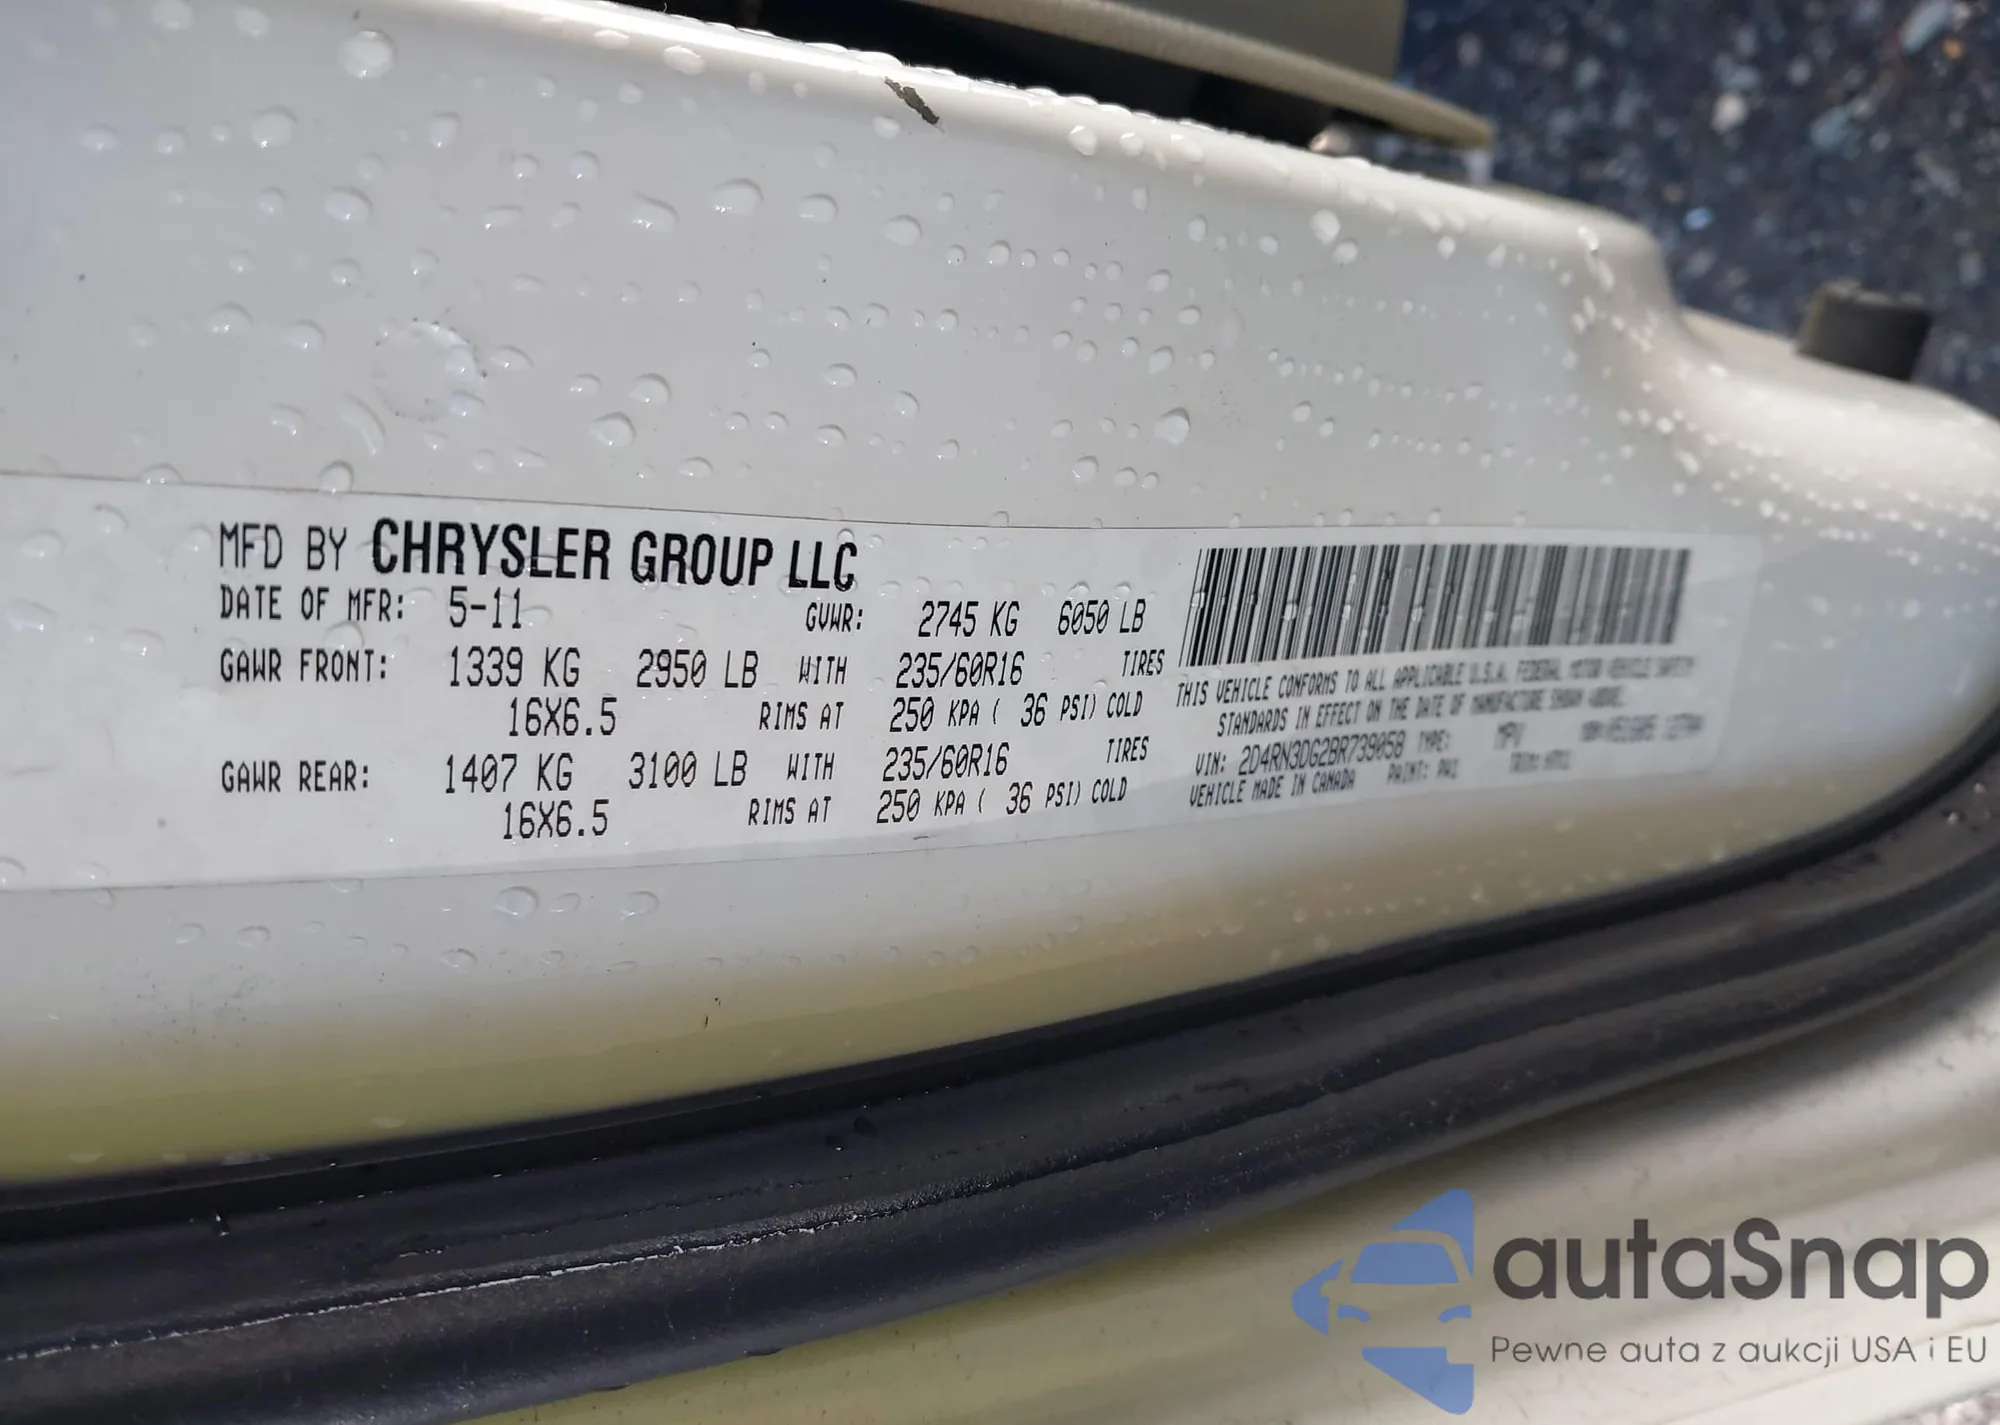 MFD BY CHRYSLER GROUP LLC
DATE OF MFR: 5-11 GVWR: 2745 KG 6050 LB
GAWR FRONT: 1339 KG 2950 LB WITH 235/60R16 TIRES
16X6.5 RIMS AT 250 KPA ( 36 PSI) COLD
GAWR REAR: 1407 KG 3100 LB WITH 235/60R16 TIRES
16X6.5 RIMS AT 250 KPA ( 36 PSI) COLD
THIS VEHICLE CONFORMS TO ALL APPLICABLE U.S.A. FEDERAL MOTOR VEHICLE SAFETY
STANDARDS IN EFFECT ON THE DATE OF MANUFACTURE SHOWN ABOVE.
VIN: 2D4RN3DG2BR739058 TYPE: MPV
VEHICLE MADE IN CANADA PAINT: PW1 TRIM:
autaSnap
Pewne auta z aukcji USA i EU